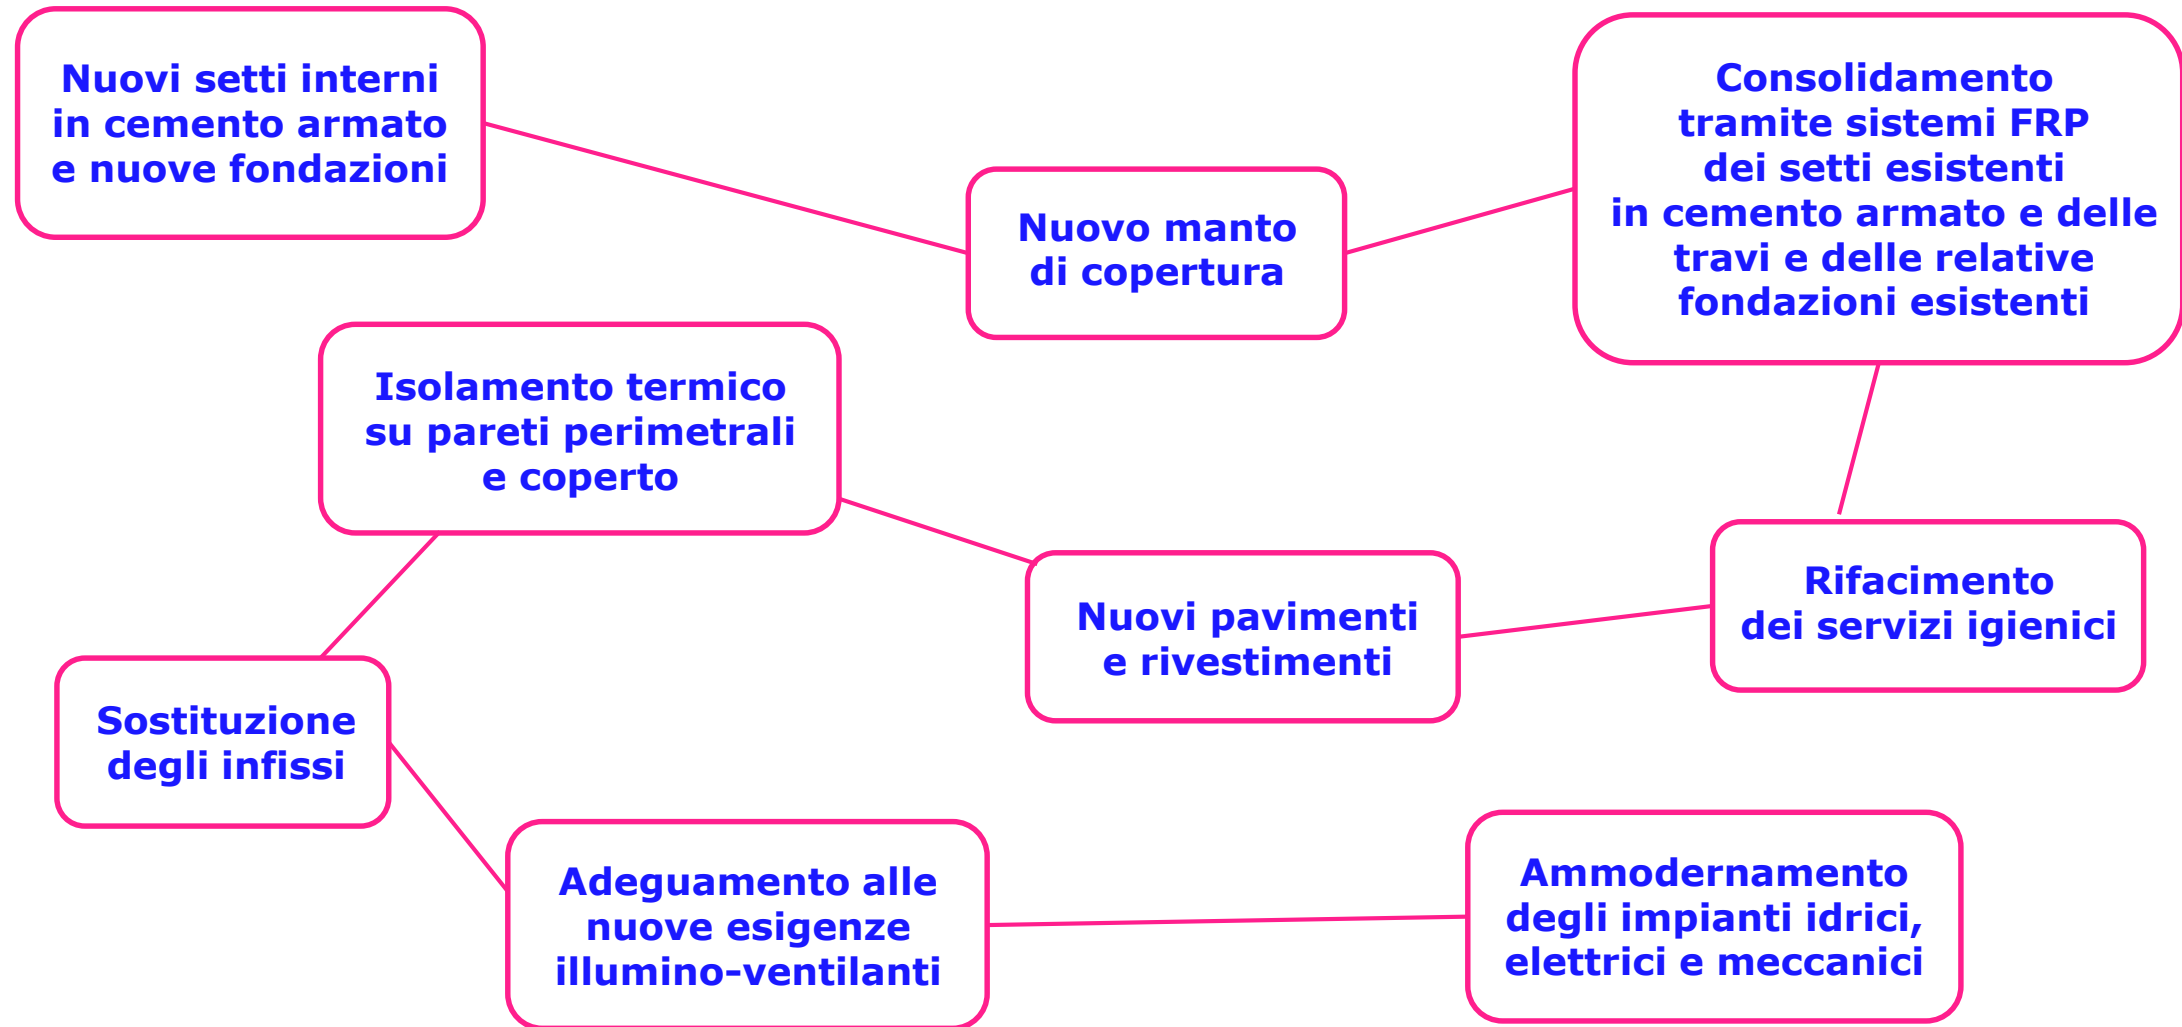 Nuovi setti interni
in cemento armato
e nuove fondazioni
Nuovo manto
di copertura
Consolidamento
tramite sistemi FRP
dei setti esistenti
in cemento armato e delle
travi e delle relative
fondazioni esistenti
Isolamento termico
su pareti perimetrali
e coperto
Nuovi pavimenti
e rivestimenti
Rifacimento
dei servizi igienici
Sostituzione
degli infissi
Adeguamento alle
nuove esigenze
illumino-ventilanti
Ammodernamento
degli impianti idrici,
elettrici e meccanici